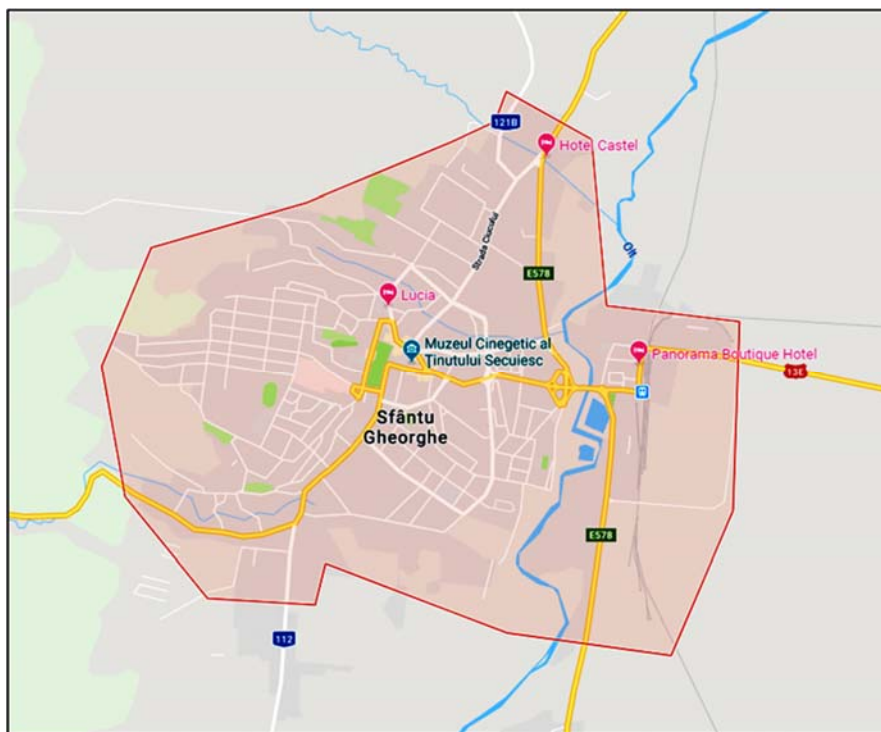 121B
Hotel Castel
Strada Ciucului
Olt
E578
Lucia
Muzeul Cinegetic al
Ținutului Secuiesc
Panorama Boutique Hotel
13E
Sfântu
Gheorghe
E578
112